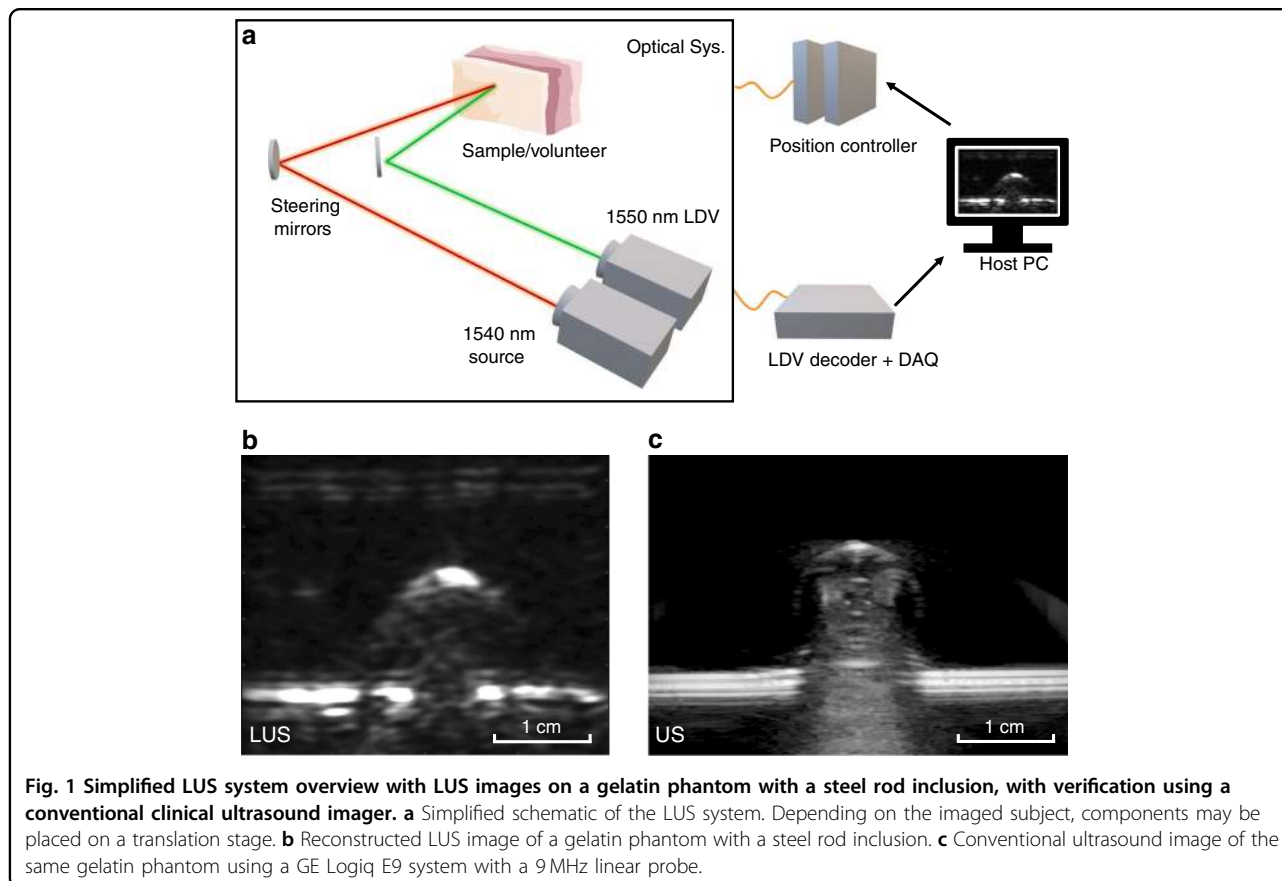 a
Optical Sys.
Sample/volunteer
Steering
mirrors
1550 nm LDV
1540 nm
source
Position controller
Host PC
LDV decoder + DAQ
b
LUS
1 cm
c
US
1 cm
Fig. 1 Simplified LUS system overview with LUS images on a gelatin phantom with a steel rod inclusion, with verification using a
conventional clinical ultrasound imager. a Simplified schematic of the LUS system. Depending on the imaged subject, components may be
placed on a translation stage. b Reconstructed LUS image of a gelatin phantom with a steel rod inclusion. c Conventional ultrasound image of the
same gelatin phantom using a GE Logiq E9 system with a 9 MHz linear probe.